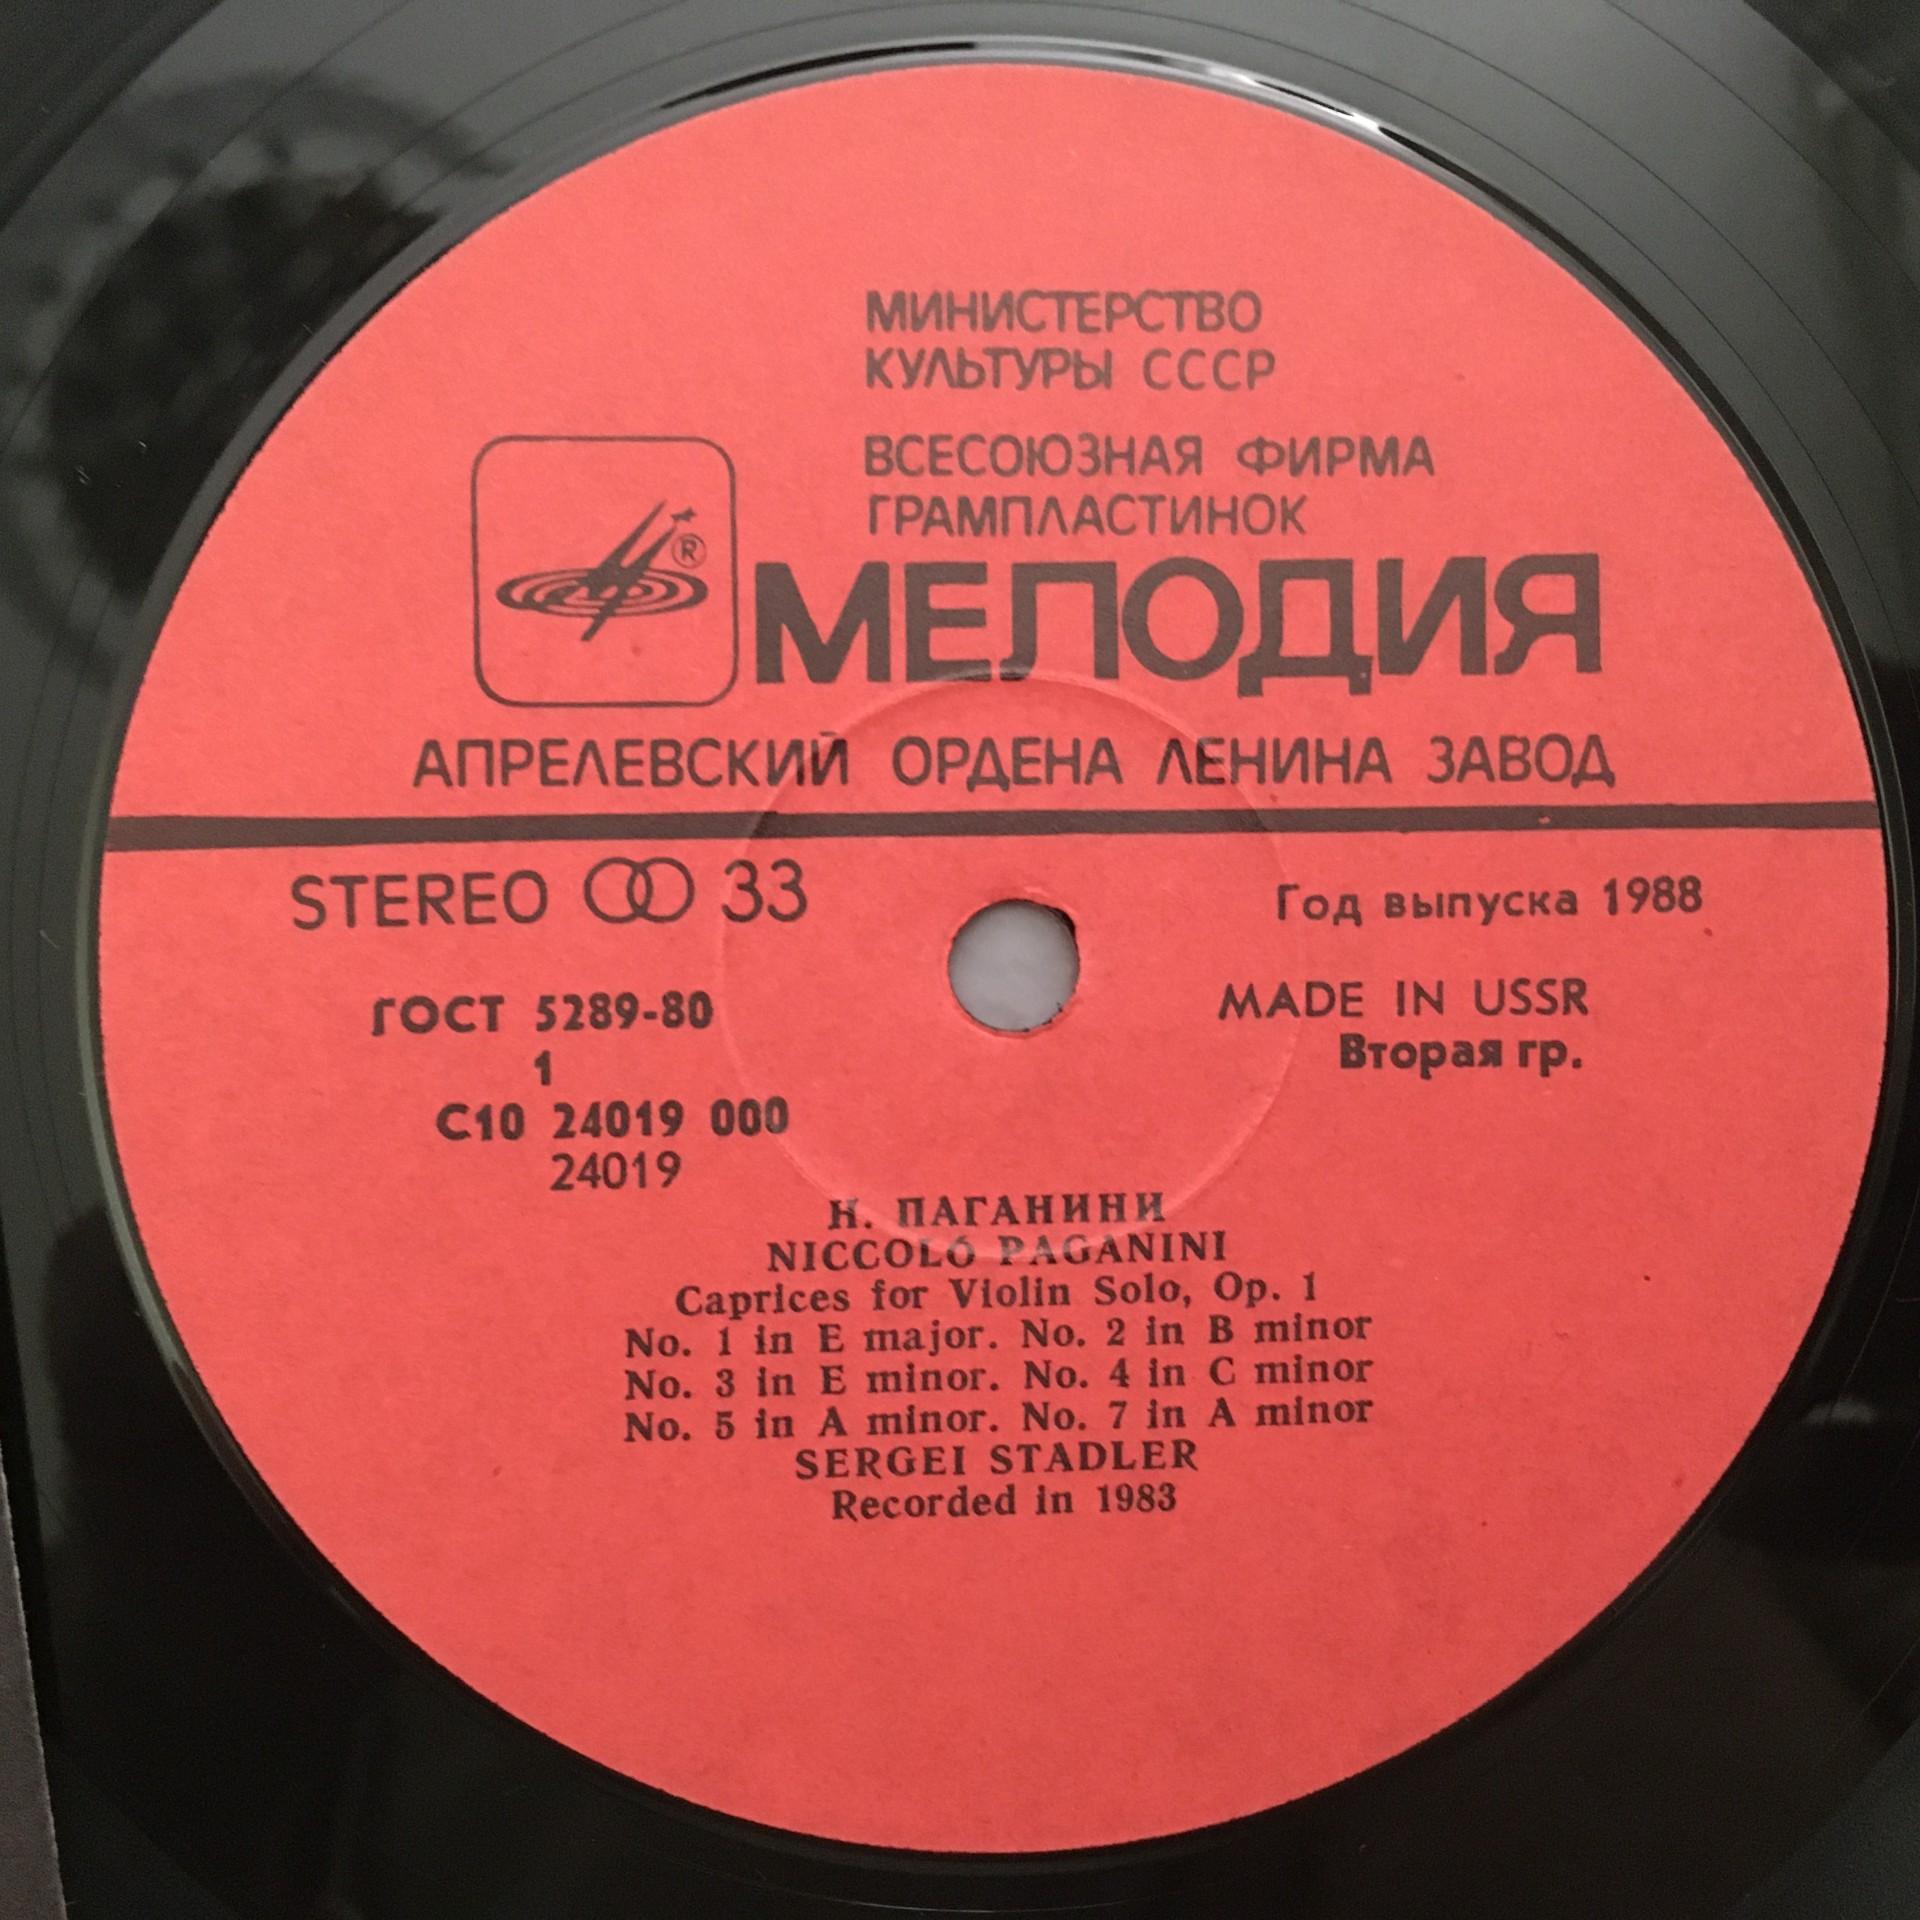 МИНИСТЕРСТВО
КУЛЬТУРЫ СССР
ВСЕСОЮЗНАЯ ФИРМА
ГРАМПЛАСТИНОК
®
МЕЛОДИЯ
АПРЕЛЕВСКИЙ ОРДЕНА ЛЕНИНА ЗАВОД
STEREO 33
Год выпуска 1988
ГОСТ 5289-80
MADE IN USSR
1
Вторая гр.
С10 24019 000
24019
Н. ПАГАНИНИ
NICCOLÓ PAGANINI
Caprices for Violin Solo, Op. 1
No. 1 in E major. No. 2 in B minor
No. 3 in E minor. No. 4 in C minor
No. 5 in A minor. No. 7 in A minor
SERGEI STADLER
Recorded in 1983